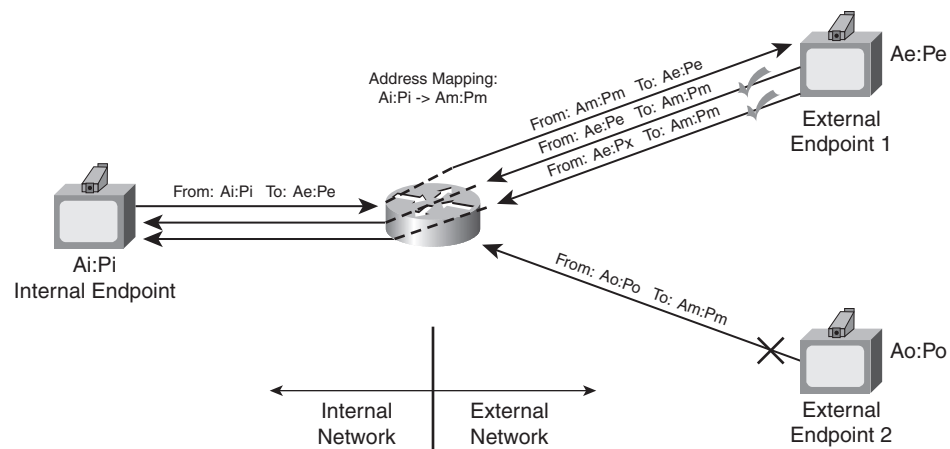 Address Mapping:
Ai:Pi -> Am:Pm
From: Am:Pm To: Ae:Pe
From: Ae:Pe To: Am:Pm
From: Ae:Px To: Am:Pm
Ae:Pe
External
Endpoint 1
From: Ai:Pi To: Ae:Pe
Ai:Pi
Internal Endpoint
From: Ao:Po To: Am:Pm
Ao:Po
External
Endpoint 2
Internal
Network
External
Network